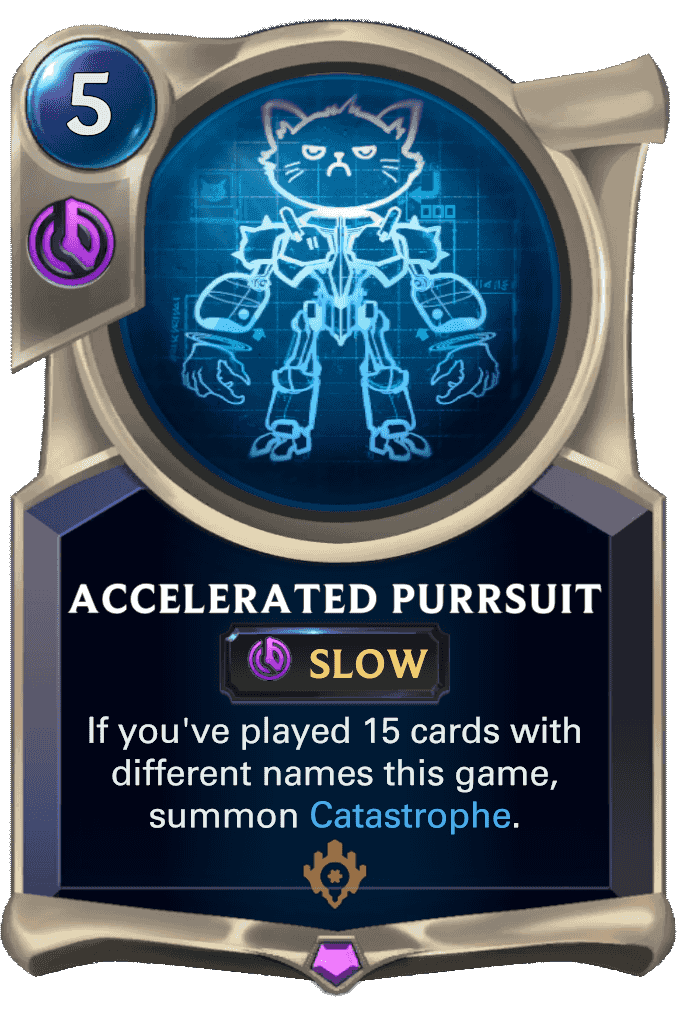 5
ACCELERATED PURRSUIT
SLOW
If you've played 15 cards with
different names this game,
summon Catastrophe.